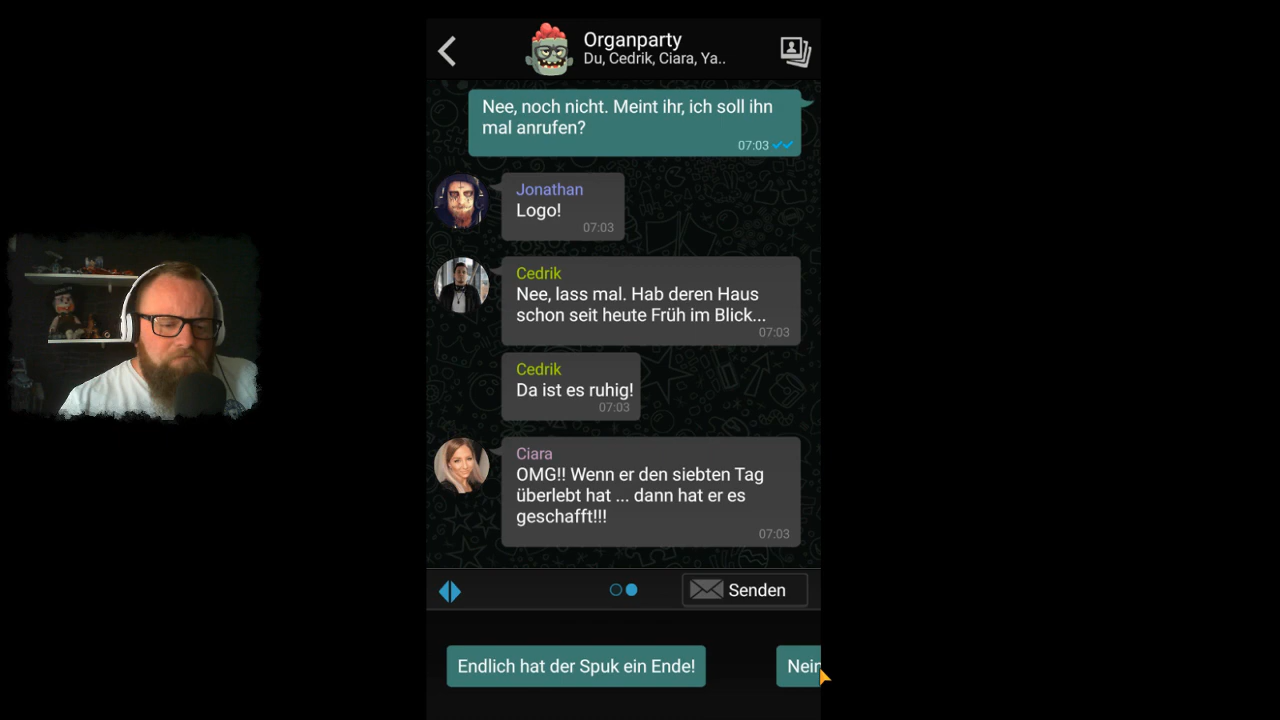 Organparty
Du, Cedrik, Ciara, Ya..
Nee, noch nicht. Meint ihr, ich soll ihn
mal anrufen?
07:03
Jonathan
Logo!
07:03
Cedrik
Nee, lass mal. Hab deren Haus
schon seit heute Früh im Blick...
07:03
Cedrik
Da ist es ruhig!
07:03
Ciara
OMG!! Wenn er den siebten Tag
überlebt hat ... dann hat er es
geschafft!!!
07:03
Senden
Endlich hat der Spuk ein Ende!
Nein